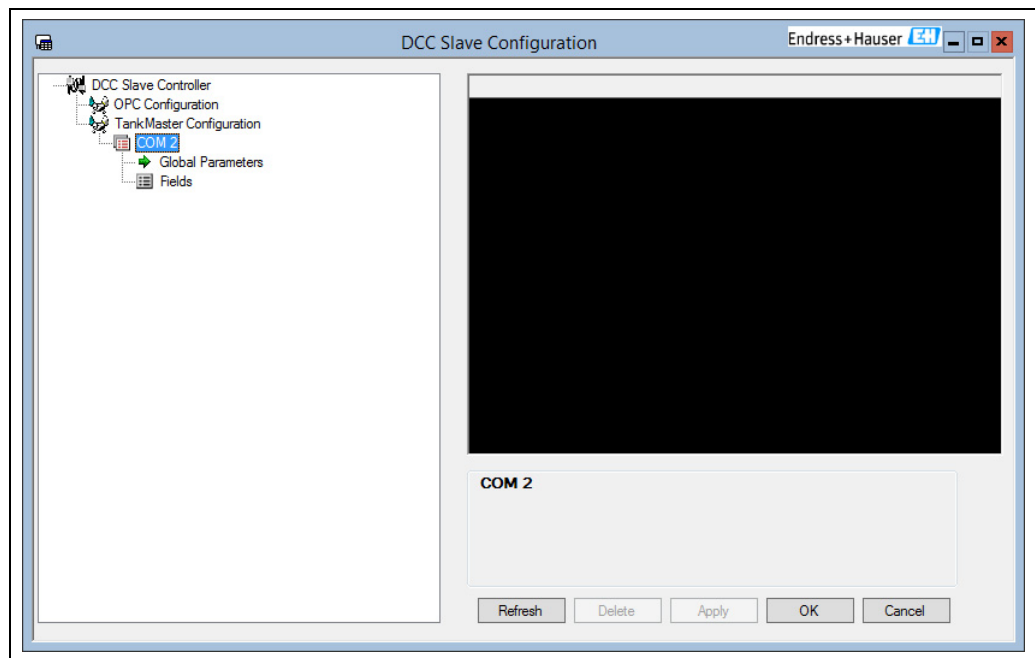 DCC Slave Configuration
Endress+Hauser EH
DCC Slave Controller
OPC Configuration
TankMaster Configuration
COM 2
Global Parameters
Fields
COM 2
Refresh Delete Apply OK Cancel